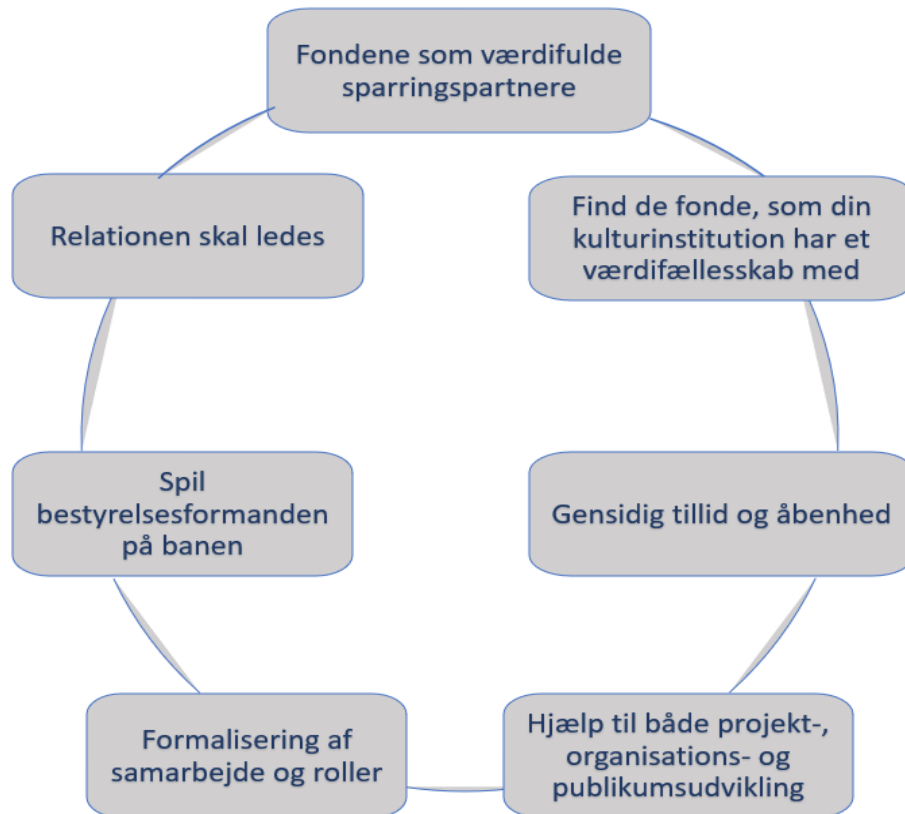 Fondene som værdifulde
sparringspartnere
Find de fonde, som din
kulturinstitution har et
værdifællesskab med
Gensidig tillid og åbenhed
Hjælp til både projekt-,
organisations- og
publikumsudvikling
Formalisering af
samarbejde og roller
Spil
bestyrelsesformanden
på banen
Relationen skal ledes